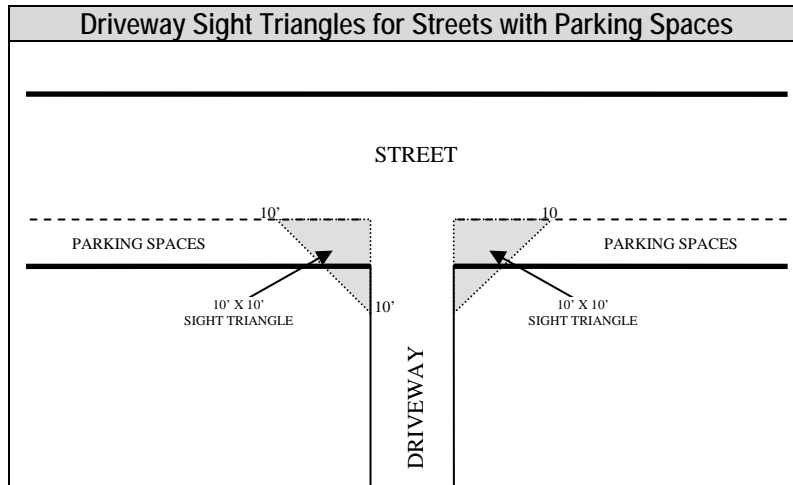 Driveway Sight Triangles for Streets with Parking Spaces
STREET
10’
10
PARKING SPACES
PARKING SPACES
10’ X 10’
SIGHT TRIANGLE
10’
10’ X 10’
SIGHT TRIANGLE
DRIVEWAY